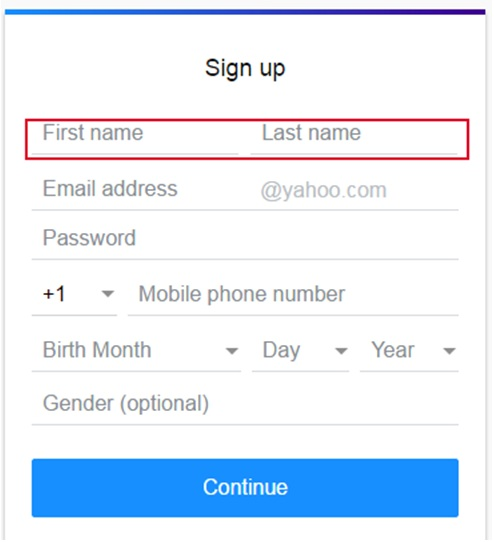 Sign up
First name Last name
Email address @yahoo.com
Password
+1 Mobile phone number
Birth Month Day Year
Gender (optional)
Continue